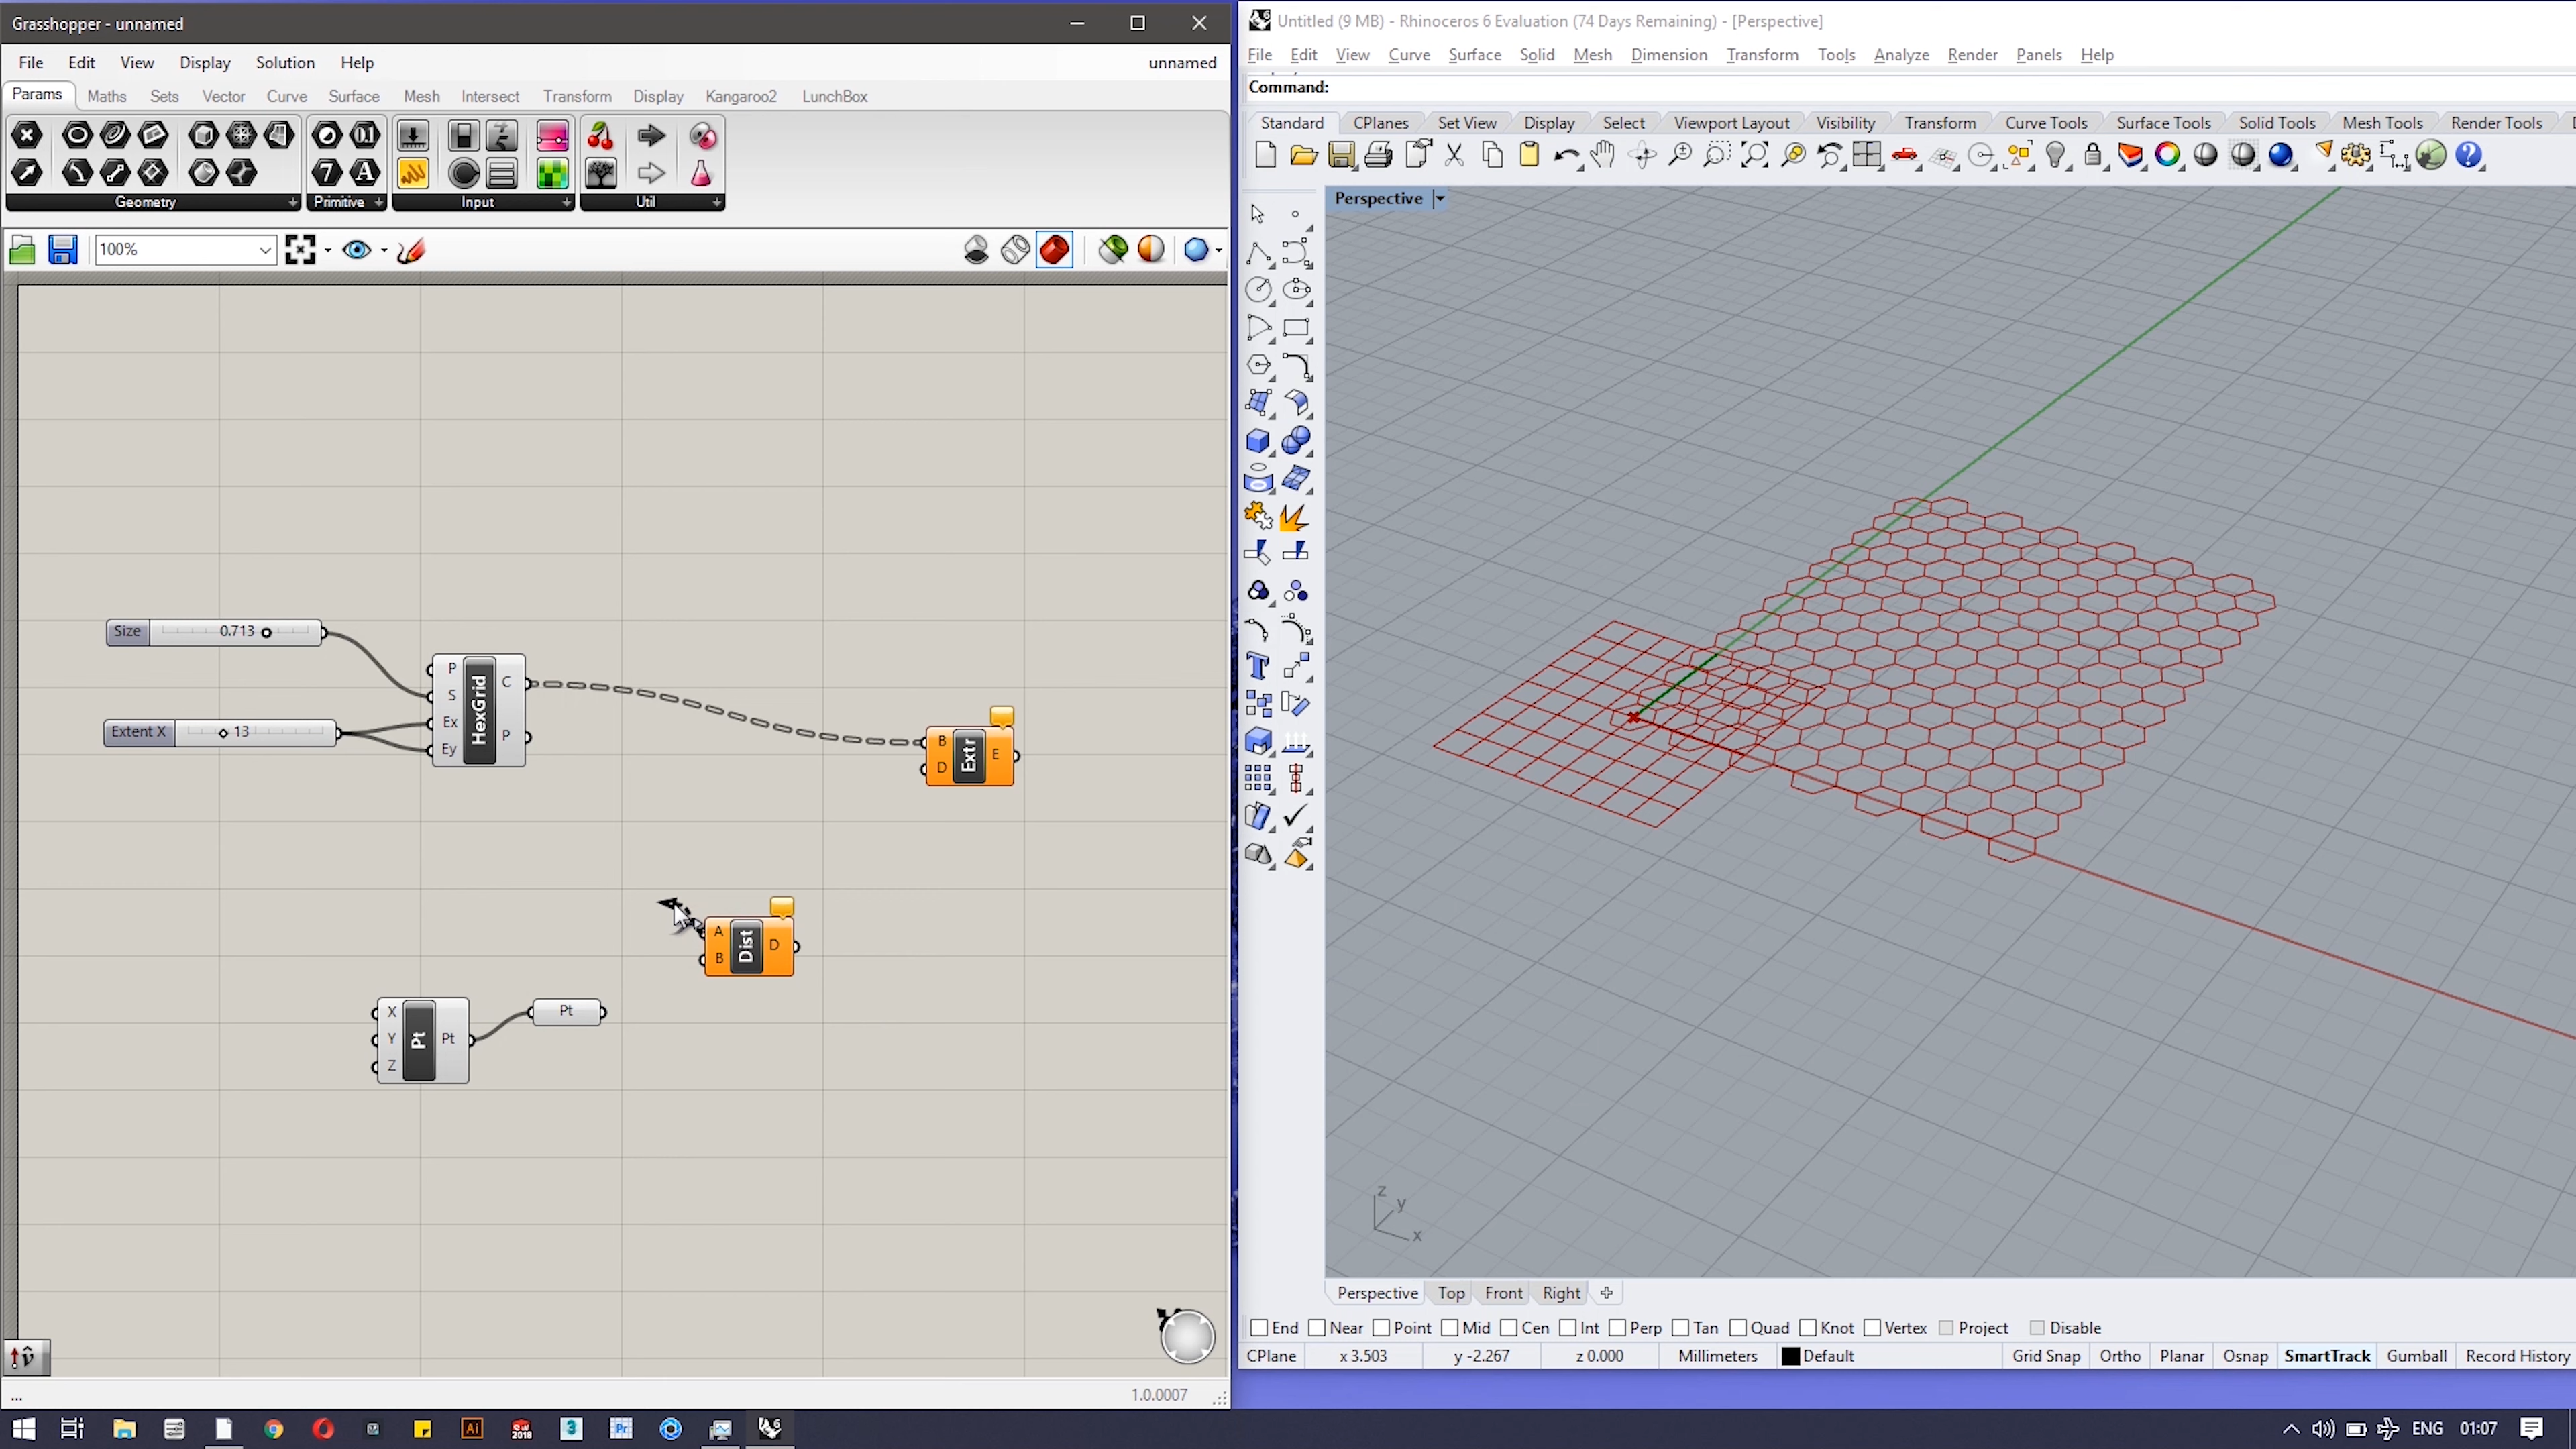 Grasshopper - unnamed
File Edit View Display Solution Help unnamed
Params Maths Sets Vector Curve Surface Mesh Intersect Transform Display Kangaroo2 LunchBox
Geometry Primitive Input Util
100%
Size 0.713
Extent X 13
P S Ex Ey HexGrid C P
B D Extr E
A B Dist D
X Y Z Pt Pt
Pt
...
1.0.0007
Untitled (9 MB) - Rhinoceros 6 Evaluation (74 Days Remaining) - [Perspective]
File Edit View Curve Surface Solid Mesh Dimension Transform Tools Analyze Render Panels Help
Command:
Standard CPlanes Set View Display Select Viewport Layout Visibility Transform Curve Tools Surface Tools Solid Tools Mesh Tools Render Tools
Perspective
z y x
Perspective Top Front Right
End Near Point Mid Cen Int Perp Tan Quad Knot Vertex Project Disable
CPlane x 3.503 y -2.267 z 0.000 Millimeters Default Grid Snap Ortho Planar Osnap SmartTrack Gumball Record History
Ai SW 2018 3 Pr 6 ENG 01:07